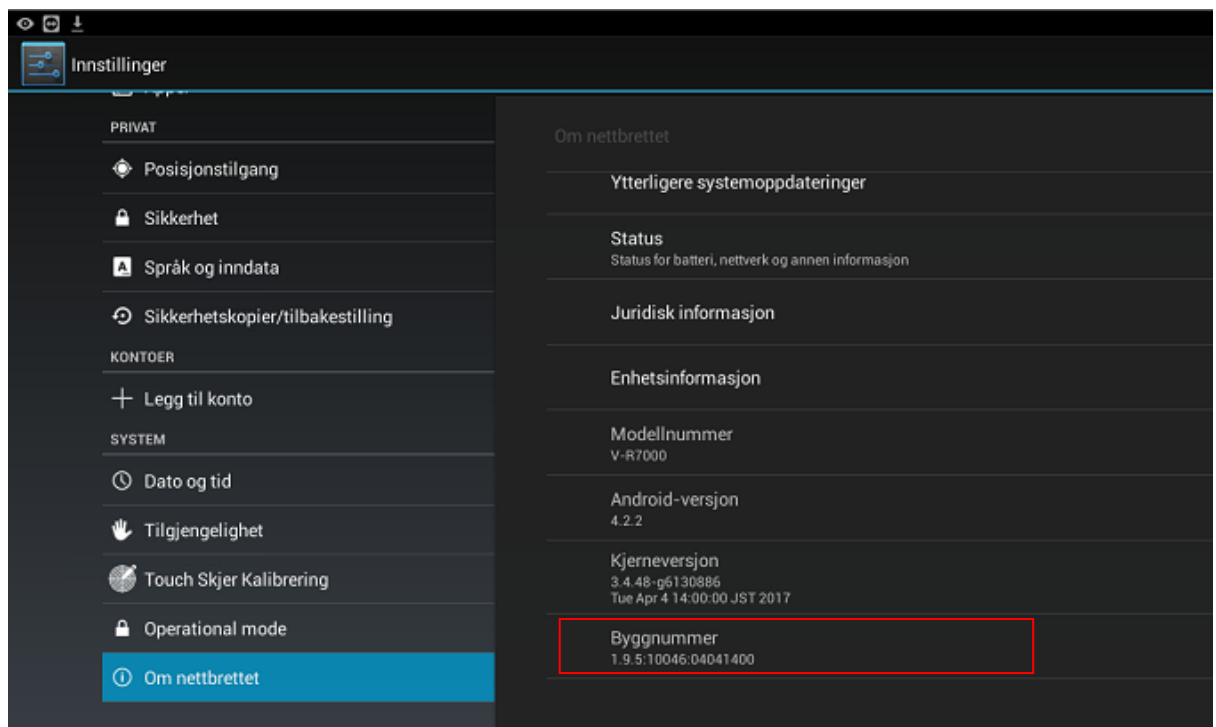 Innstillinger
PRIVAT
Posisjonstilgang
Sikkerhet
Språk og inndata
Sikkerhetskopier/tilbakestilling
KONTOER
Legg til konto
SYSTEM
Dato og tid
Tilgjengelighet
Touch Skjer Kalibrering
Operational mode
Om nettbrettet
Om nettbrettet
Ytterligere systemoppdateringer
Status
Status for batteri, nettverk og annen informasjon
Juridisk informasjon
Enhetsinformasjon
Modellnummer
V-R7000
Android-versjon
4.2.2
Kjerneversjon
3.4.48-g6130886
Tue Apr 4 14:00:00 JST 2017
Byggnummer
1.9.5:10046:04041400